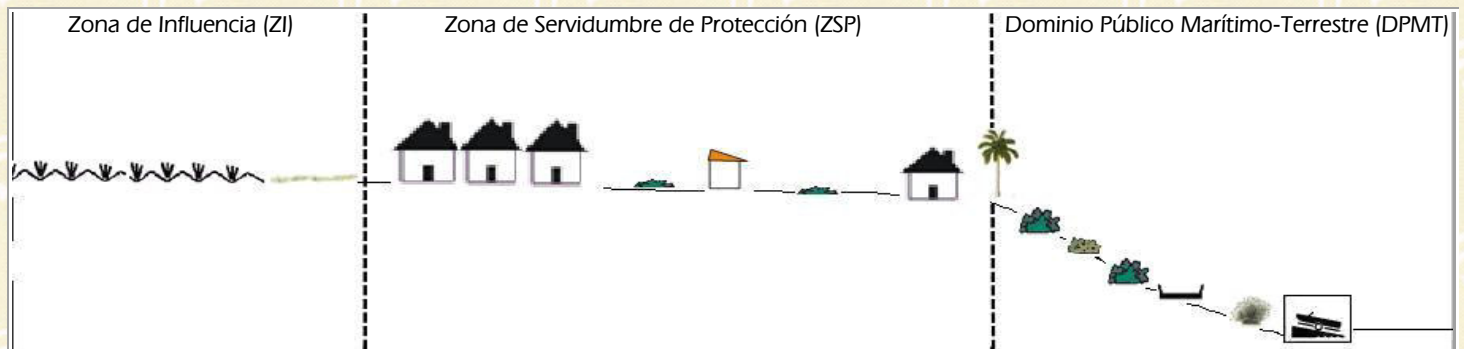 Zona de Influencia (ZI)
Zona de Servidumbre de Protección (ZSP)
Dominio Público Marítimo-Terrestre (DPMT)